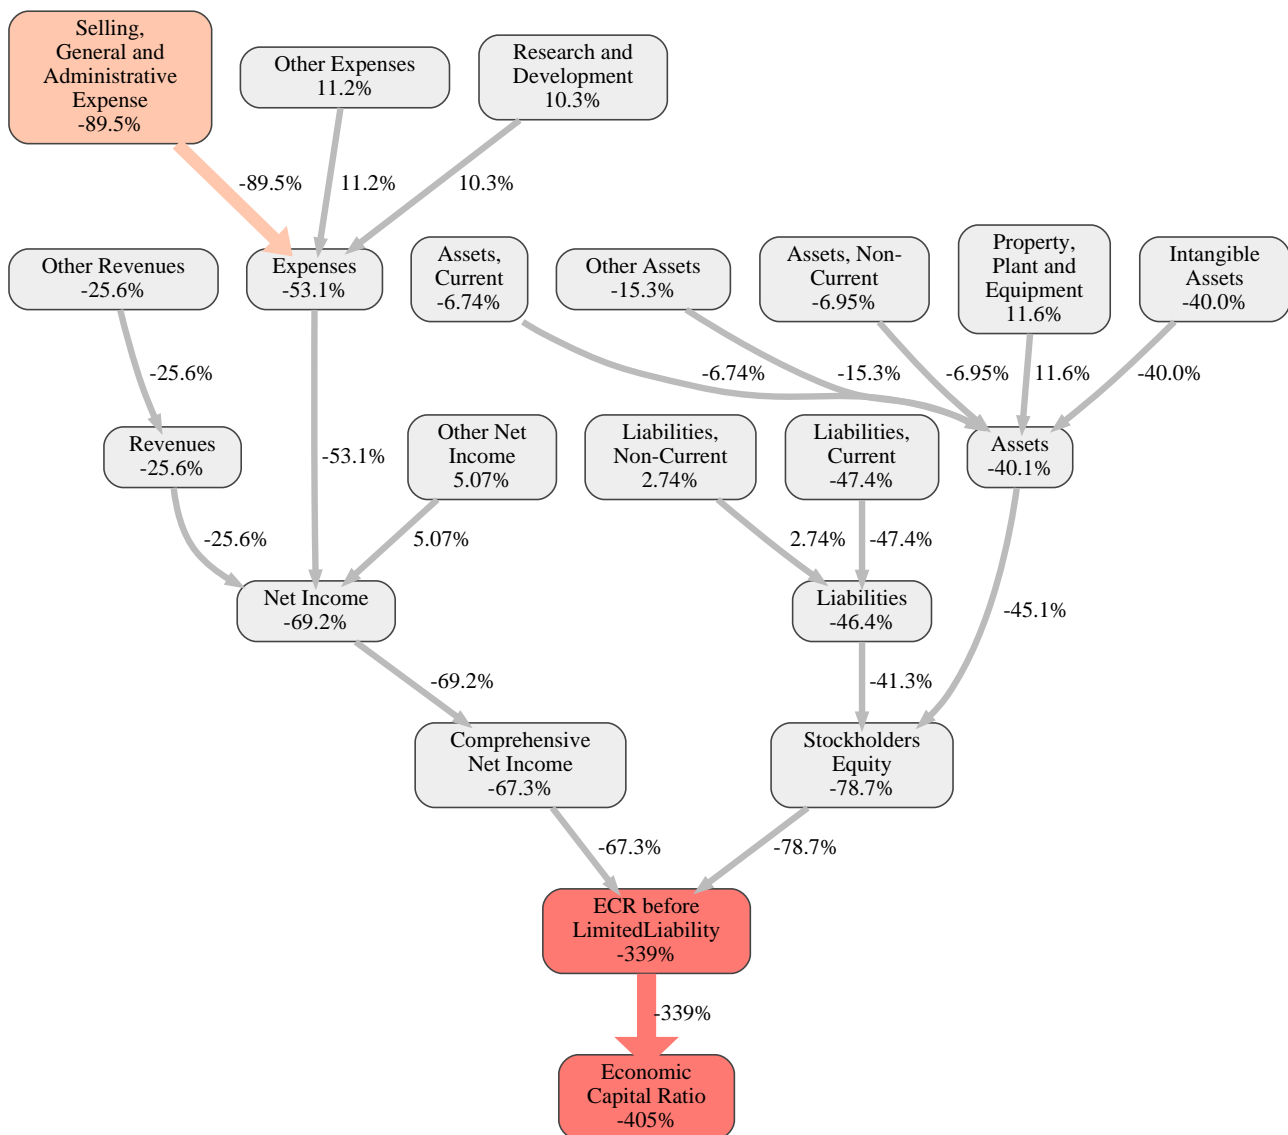 Selling,
General and
Administrative
Expense
-89.5%
Other Expenses
11.2%
Research and
Development
10.3%
-89.5%
11.2%
10.3%
Other Revenues
-25.6%
Expenses
-53.1%
Assets,
Current
-6.74%
Other Assets
-15.3%
Assets, Non-
Current
-6.95%
Property,
Plant and
Equipment
11.6%
Intangible
Assets
-40.0%
-25.6%
-6.74%
-15.3%
-6.95%
11.6%
-40.0%
Revenues
-25.6%
-53.1%
Other Net
Income
5.07%
Liabilities,
Non-Current
2.74%
Liabilities,
Current
-47.4%
Assets
-40.1%
-25.6%
5.07%
2.74%
-47.4%
Net Income
-69.2%
Liabilities
-46.4%
-45.1%
-69.2%
-41.3%
Comprehensive
Net Income
-67.3%
Stockholders
Equity
-78.7%
-67.3%
-78.7%
ECR before
LimitedLiability
-339%
-339%
Economic
Capital Ratio
-405%